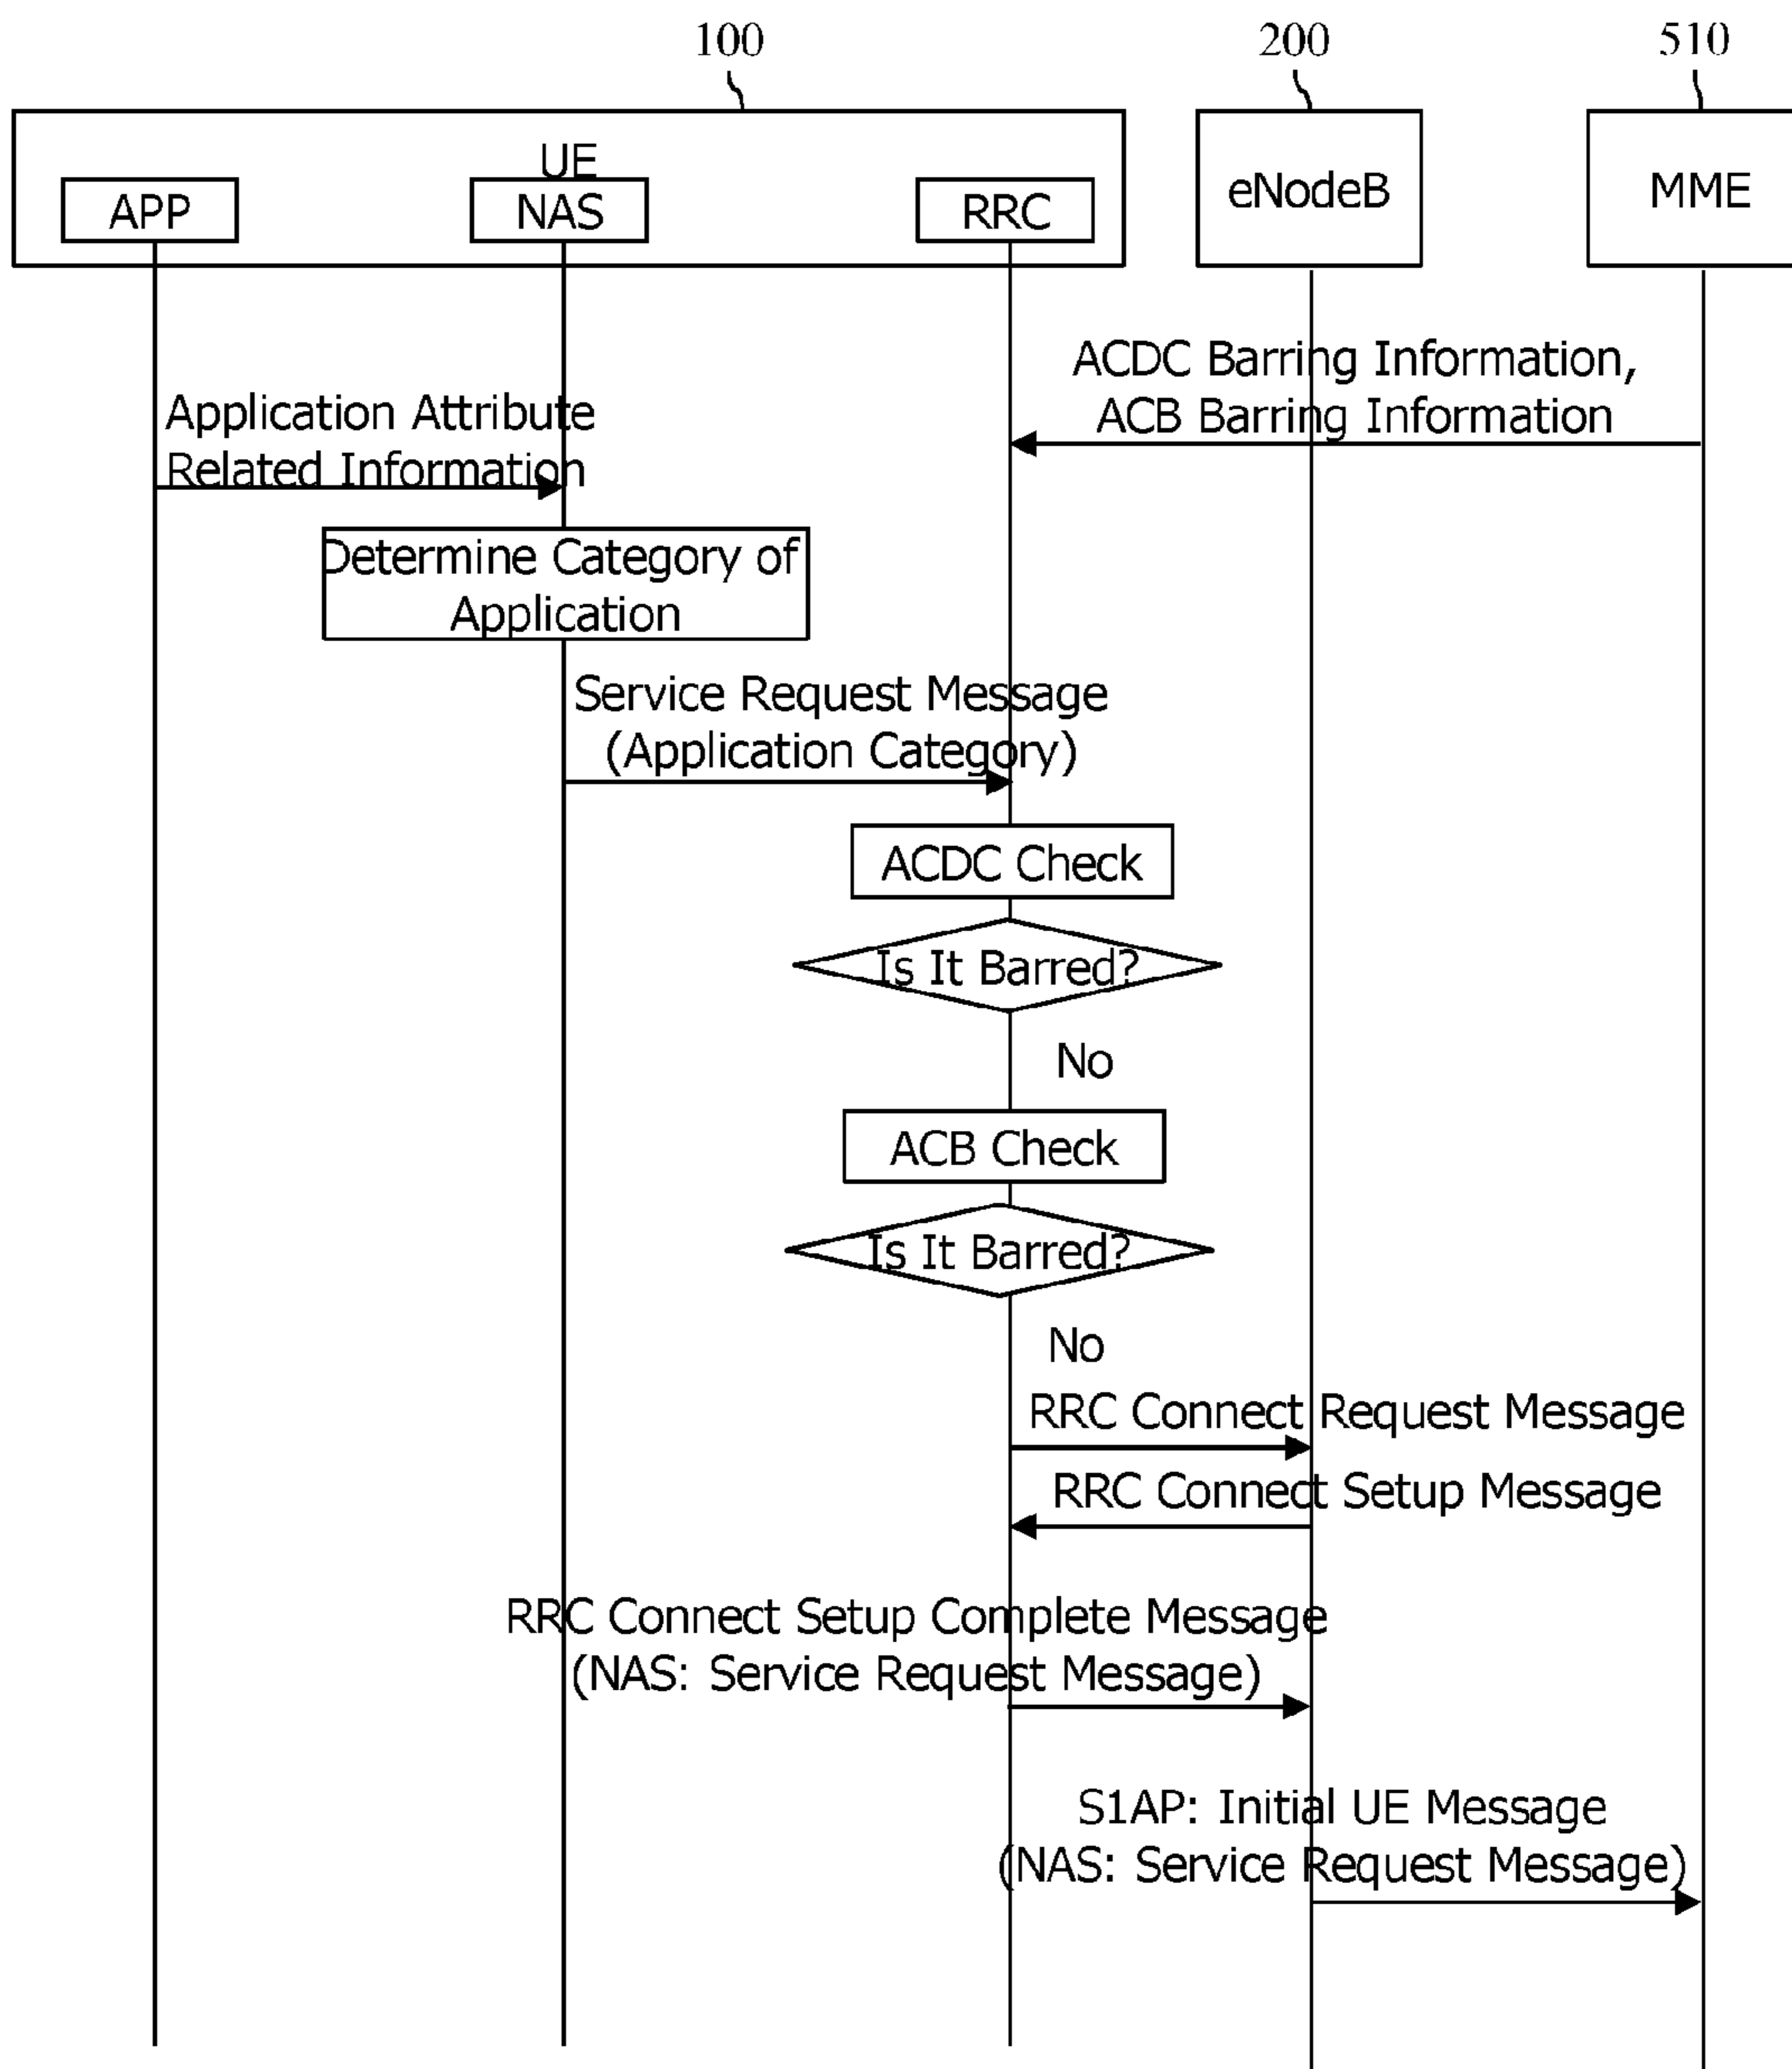 100
200
510
UE
APP
NAS
RRC
eNodeB
MME
ACDC Barring Information,
ACB Barring Information
Application Attribute
Related Information
Determine Category of
Application
Service Request Message
(Application Category)
ACDC Check
Is It Barred?
No
ACB Check
Is It Barred?
No
RRC Connect Request Message
RRC Connect Setup Message
RRC Connect Setup Complete Message
(NAS: Service Request Message)
S1AP: Initial UE Message
(NAS: Service Request Message)